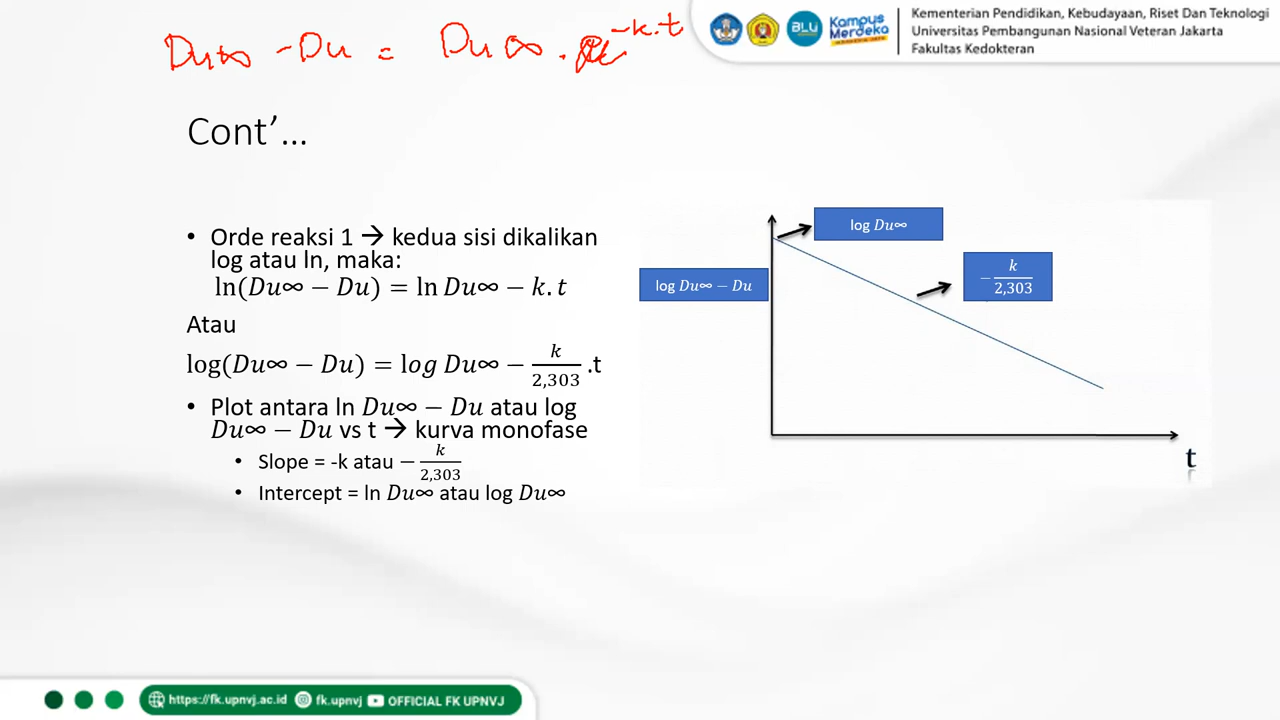 Du∞ - Du = Du∞ . e^-k.t
BLU
Kampus
Merdeka
Kementerian Pendidikan, Kebudayaan, Riset Dan Teknologi
Universitas Pembangunan Nasional Veteran Jakarta
Fakultas Kedokteran
Cont’…
• Orde reaksi 1 → kedua sisi dikalikan
log atau ln, maka:
ln(Du∞ − Du) = ln Du∞ − k. t
Atau
log(Du∞ − Du) = log Du∞ − k/2,303 .t
• Plot antara ln Du∞ − Du atau log
Du∞ − Du vs t → kurva monofase
• Slope = -k atau − k/2,303
• Intercept = ln Du∞ atau log Du∞
log Du∞
log Du∞ − Du
− k/2,303
t
https://fk.upnvj.ac.id fk.upnvj OFFICIAL FK UPNVJ